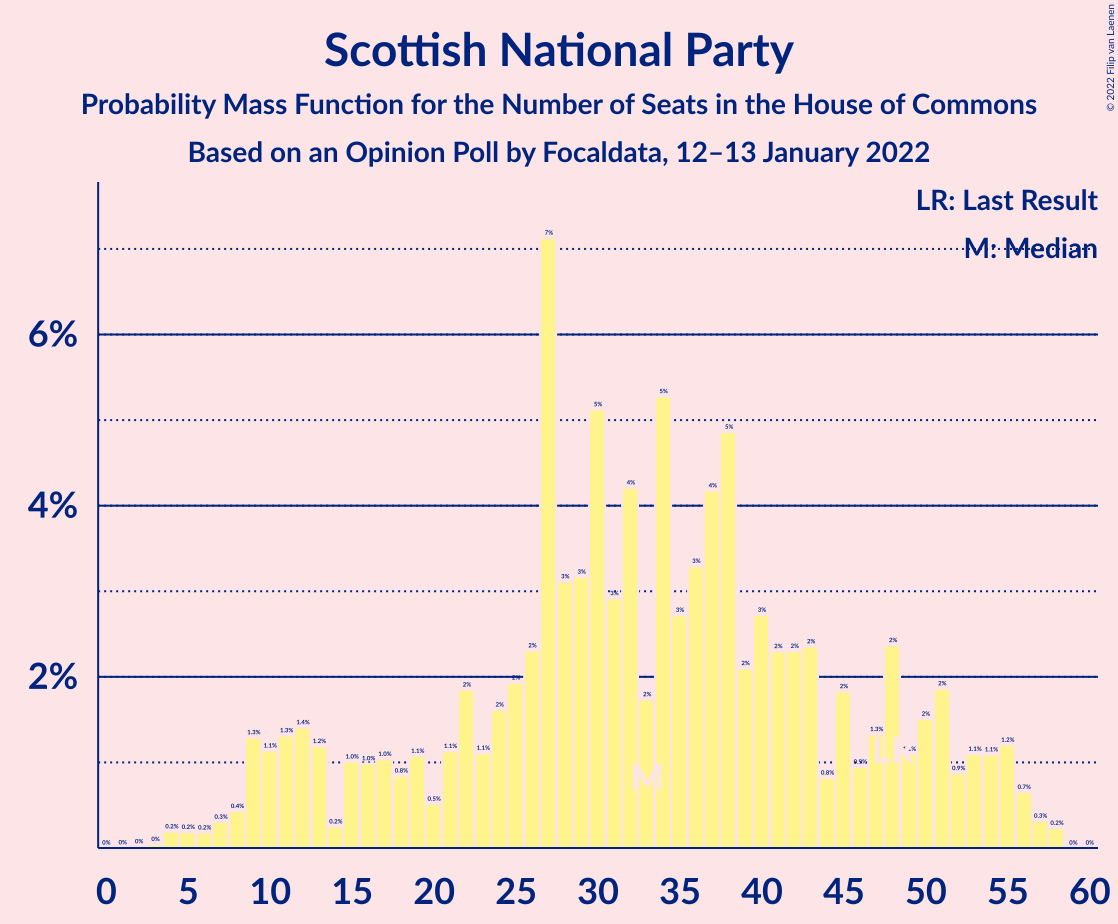 Scottish National Party
Probability Mass Function for the Number of Seats in the House of Commons
Based on an Opinion Poll by Focaldata, 12–13 January 2022
© 2022 Filip van Laenen
LR: Last Result
M: Median
6%
4%
2%
0% 0% 0% 0% 0.2% 0.2% 0.2% 0.3% 0.4% 1.3% 1.1% 1.3% 1.4% 1.2% 0.2% 1.0% 1.0% 1.0% 0.8% 1.1% 0.5% 1.1% 2% 1.1% 2% 2% 2% 7% 3% 3% 5% 3% 4% 2% 5% 3% 3% 4% 5% 2% 3% 2% 2% 2% 0.8% 2% 0.9% 1.3% 2% 2% 2% 0.9% 1.1% 1.1% 1.2% 0.7% 0.3% 0.2% 0% 0%
M
LR
0 5 10 15 20 25 30 35 40 45 50 55 60